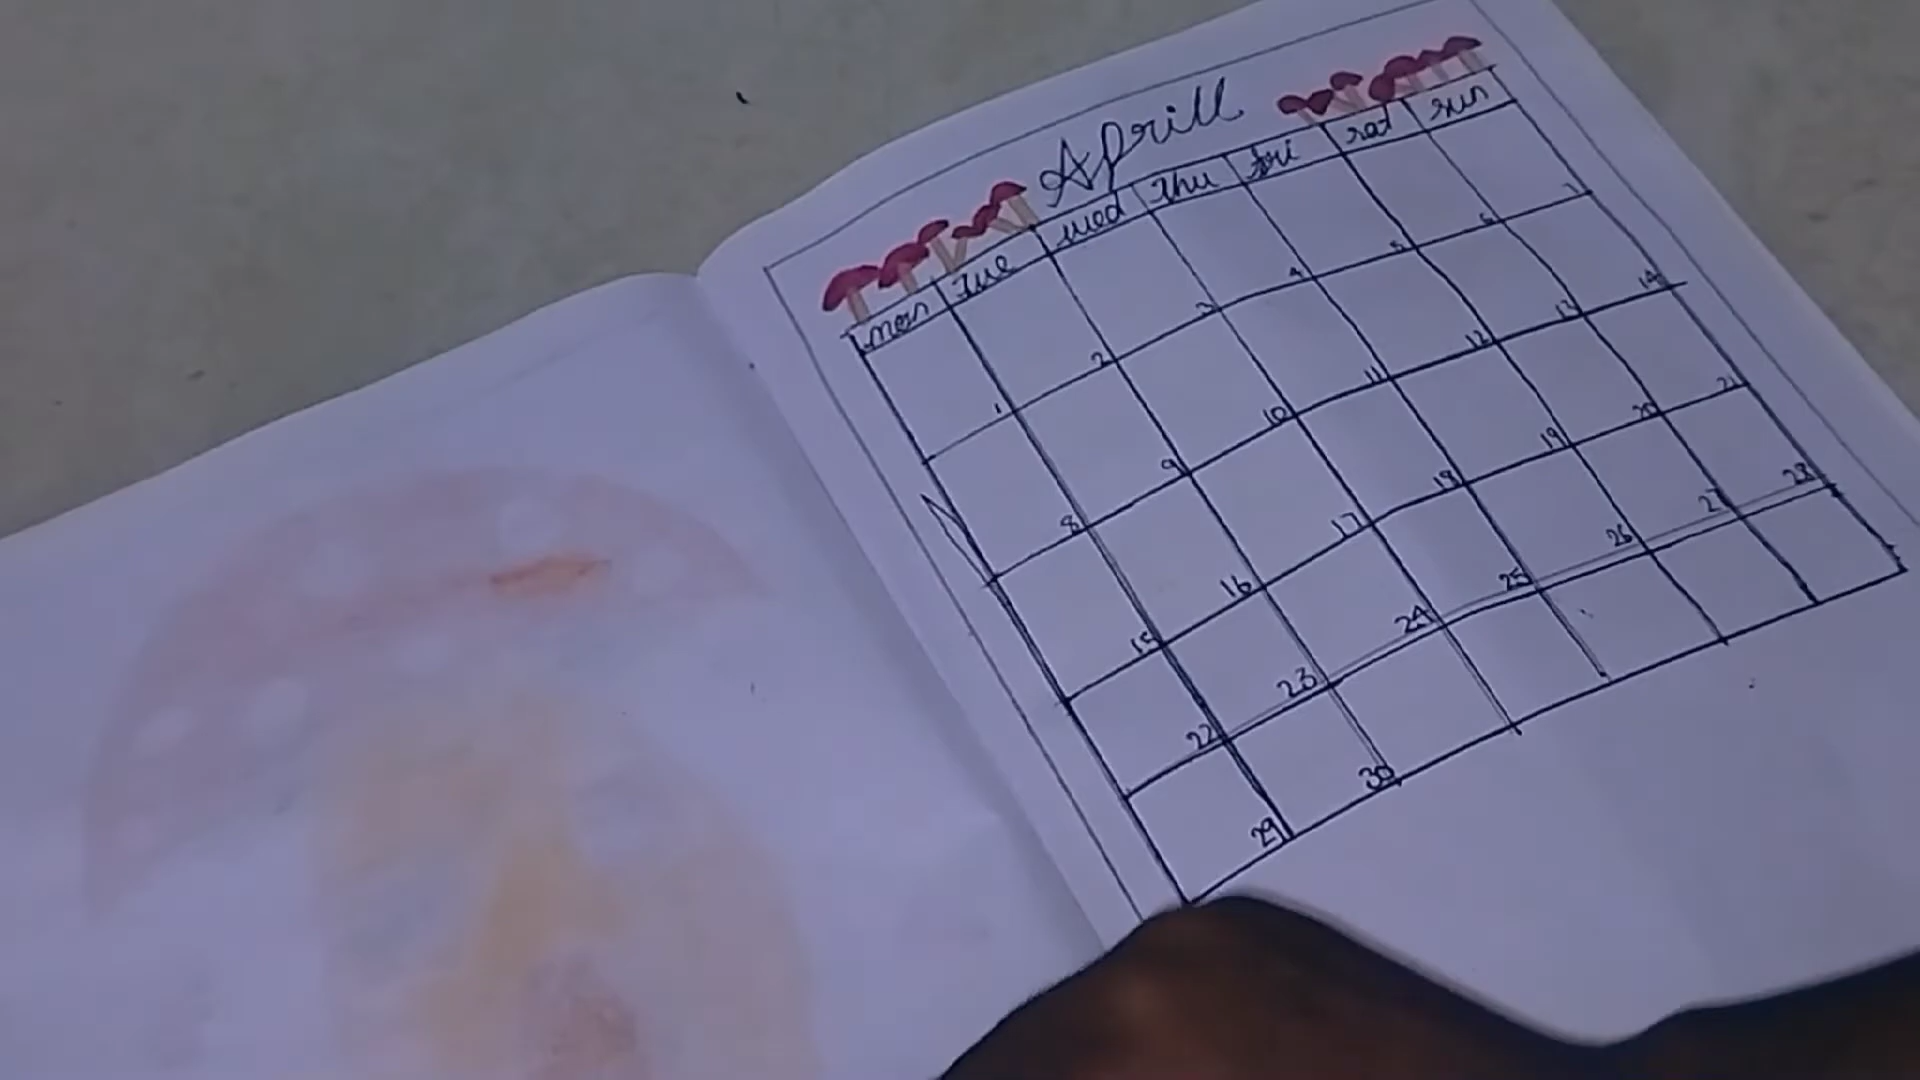 Aprill
mon tue wed thu fri sat sun
1 2 3 4 5 6 7
8 9 10 11 12 13 14
15 16 17 18 19 20 21
22 23 24 25 26 27 28
29 30